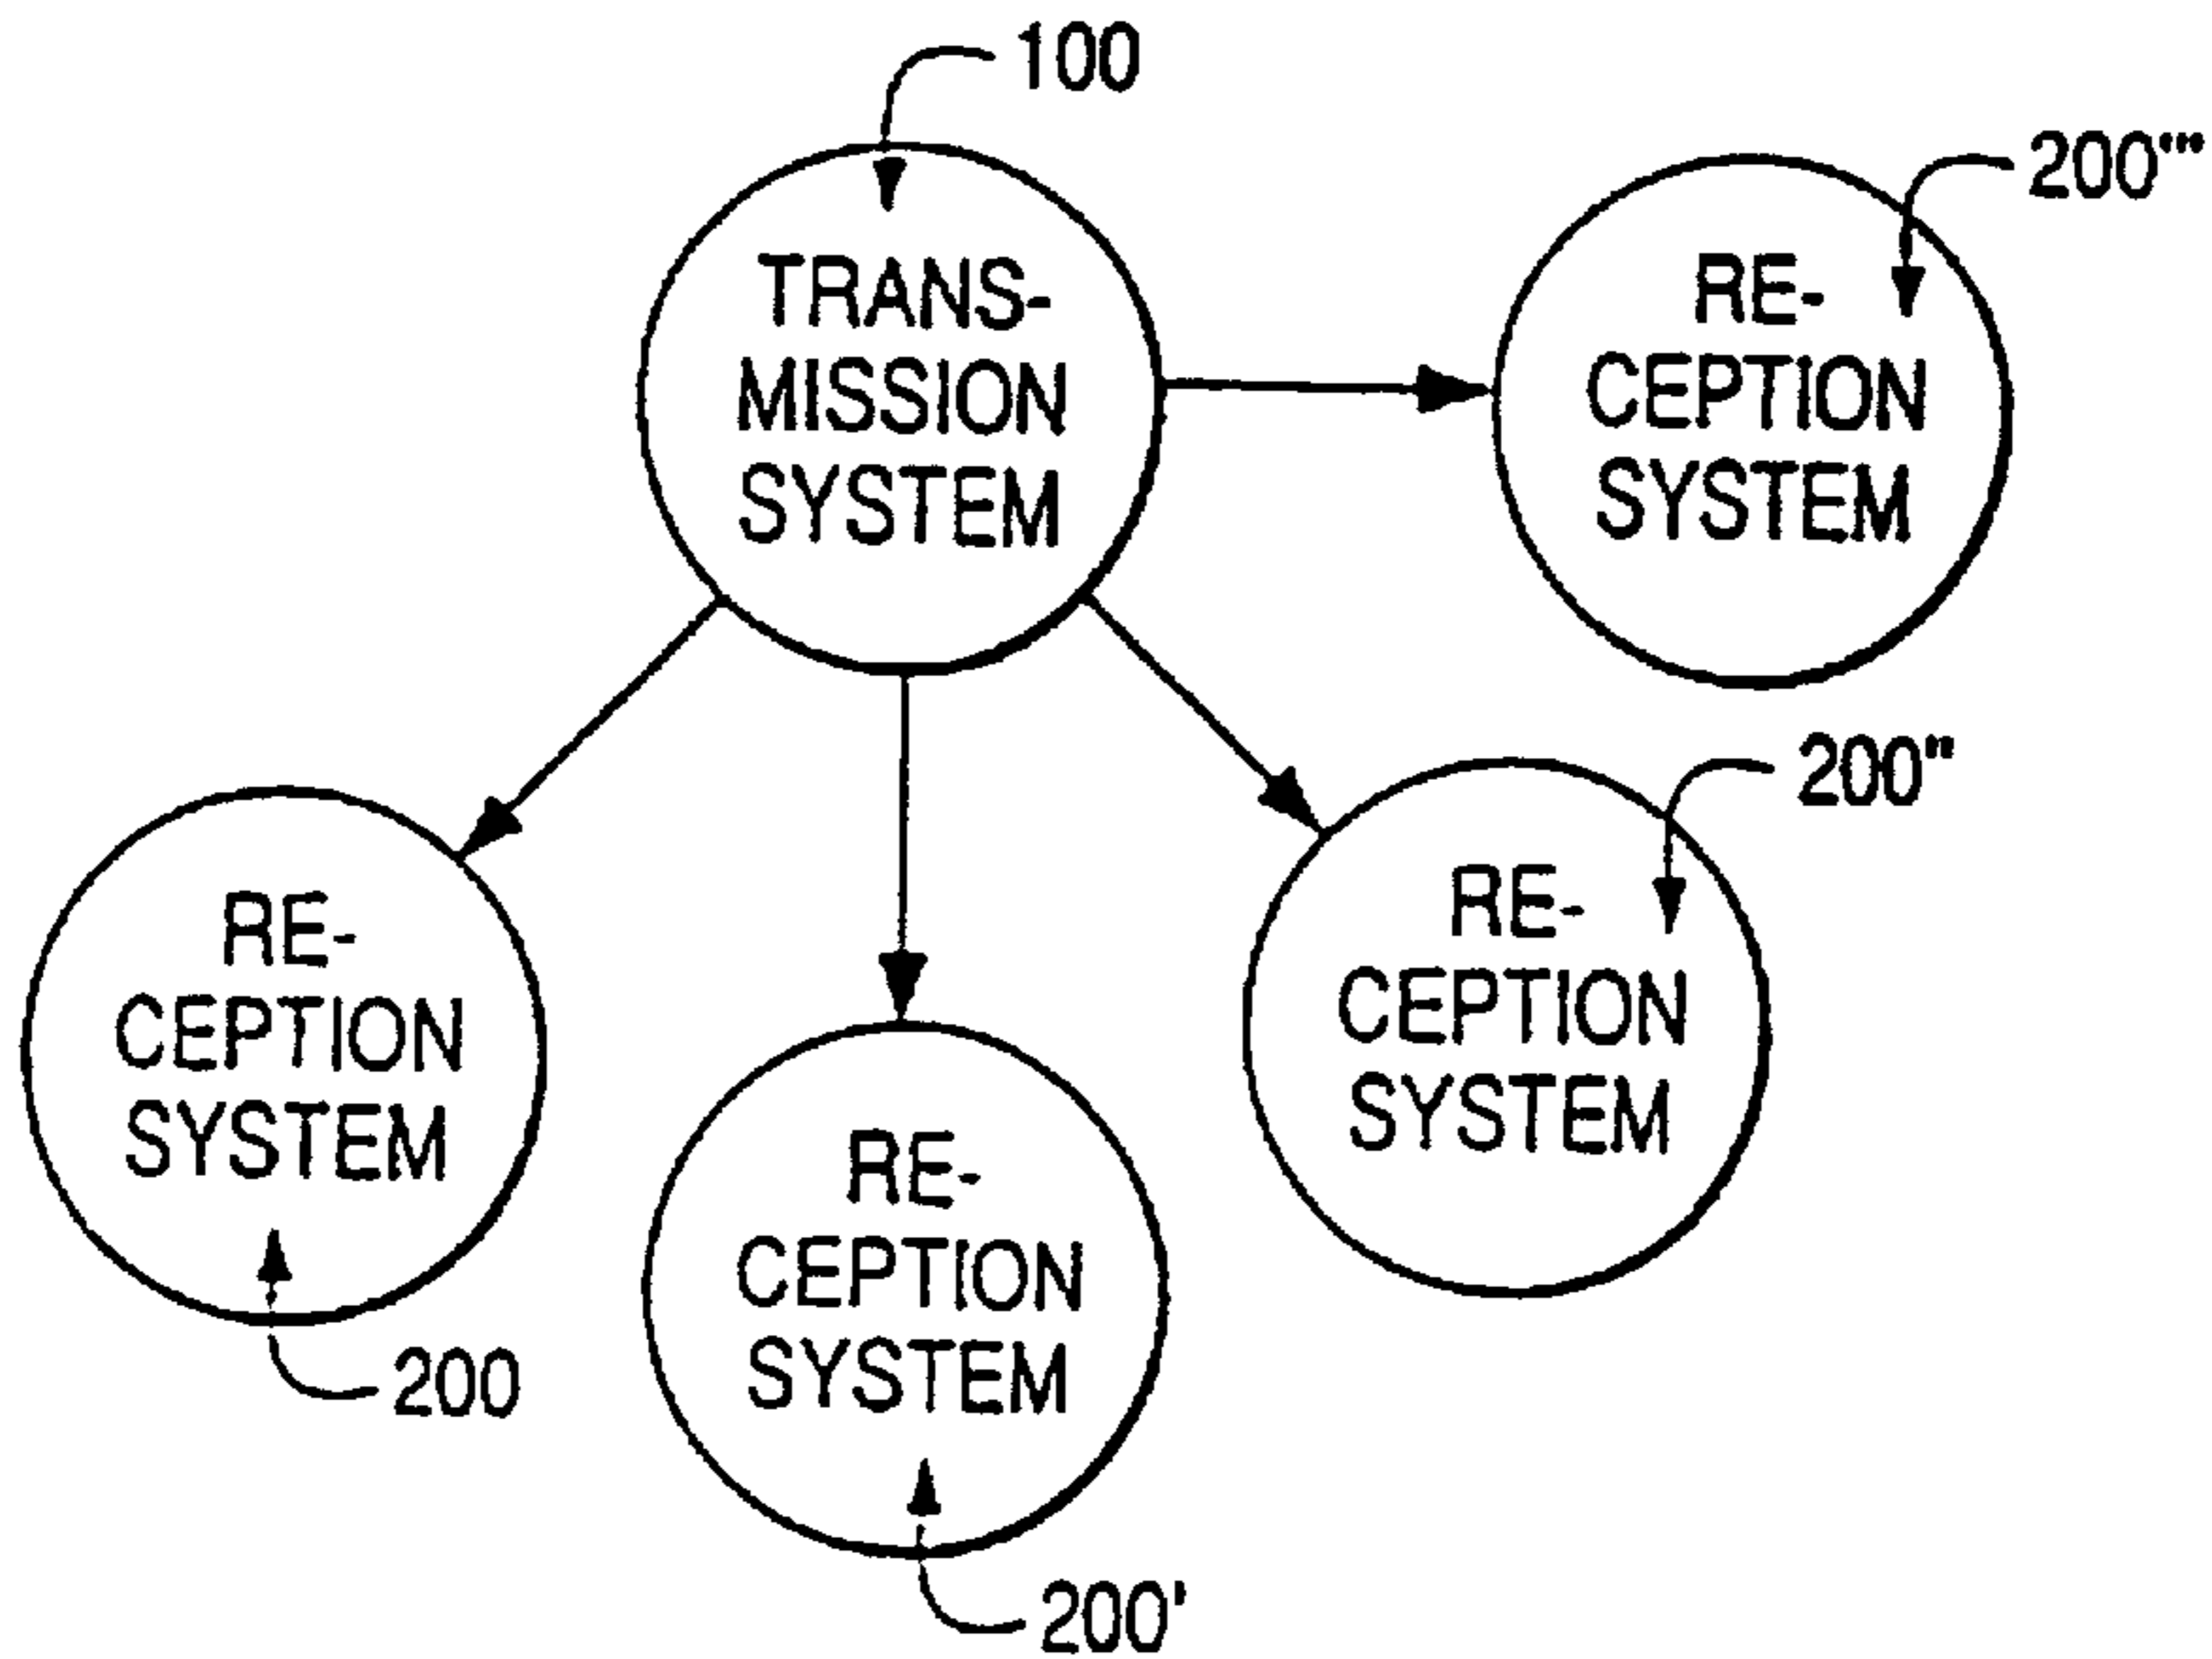 100
200'''
TRANS-
MISSION
SYSTEM
RE-
CEPTION
SYSTEM
200"
RE-
CEPTION
SYSTEM
RE-
CEPTION
SYSTEM
RE-
CEPTION
SYSTEM
200
200'